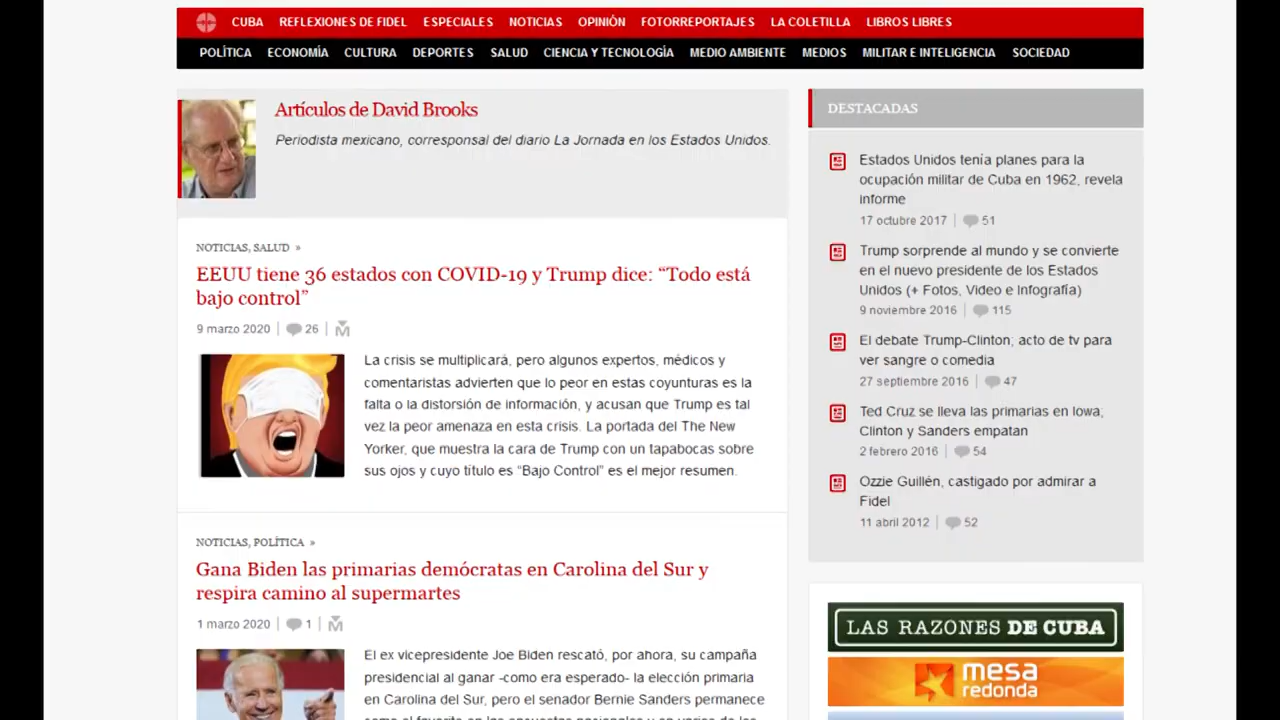 CUBA REFLEXIONES DE FIDEL ESPECIALES NOTICIAS OPINIÓN FOTORREPORTAJES LA COLETILLA LIBROS LIBRES
POLÍTICA ECONOMÍA CULTURA DEPORTES SALUD CIENCIA Y TECNOLOGÍA MEDIO AMBIENTE MEDIOS MILITAR E INTELIGENCIA SOCIEDAD
Artículos de David Brooks
Periodista mexicano, corresponsal del diario La Jornada en los Estados Unidos.
NOTICIAS, SALUD »
EEUU tiene 36 estados con COVID-19 y Trump dice: “Todo está
bajo control”
9 marzo 2020 | 26 |
La crisis se multiplicará, pero algunos expertos, médicos y
comentaristas advierten que lo peor en estas coyunturas es la
falta o la distorsión de información, y acusan que Trump es tal
vez la peor amenaza en esta crisis. La portada del The New
Yorker, que muestra la cara de Trump con un tapabocas sobre
sus ojos y cuyo título es “Bajo Control” es el mejor resumen.
NOTICIAS, POLÍTICA »
Gana Biden las primarias demócratas en Carolina del Sur y
respira camino al supermartes
1 marzo 2020 | 1 |
El ex vicepresidente Joe Biden rescató, por ahora, su campaña
presidencial al ganar -como era esperado- la elección primaria
en Carolina del Sur, pero el senador Bernie Sanders permanece
DESTACADAS
Estados Unidos tenía planes para la
ocupación militar de Cuba en 1962, revela
informe
17 octubre 2017 | 51
Trump sorprende al mundo y se convierte
en el nuevo presidente de los Estados
Unidos (+ Fotos, Video e Infografía)
9 noviembre 2016 | 115
El debate Trump-Clinton, acto de tv para
ver sangre o comedia
27 septiembre 2016 | 47
Ted Cruz se lleva las primarias en Iowa,
Clinton y Sanders empatan
2 febrero 2016 | 54
Ozzie Guillén, castigado por admirar a
Fidel
11 abril 2012 | 52
LAS RAZONES DE CUBA
mesa
redonda